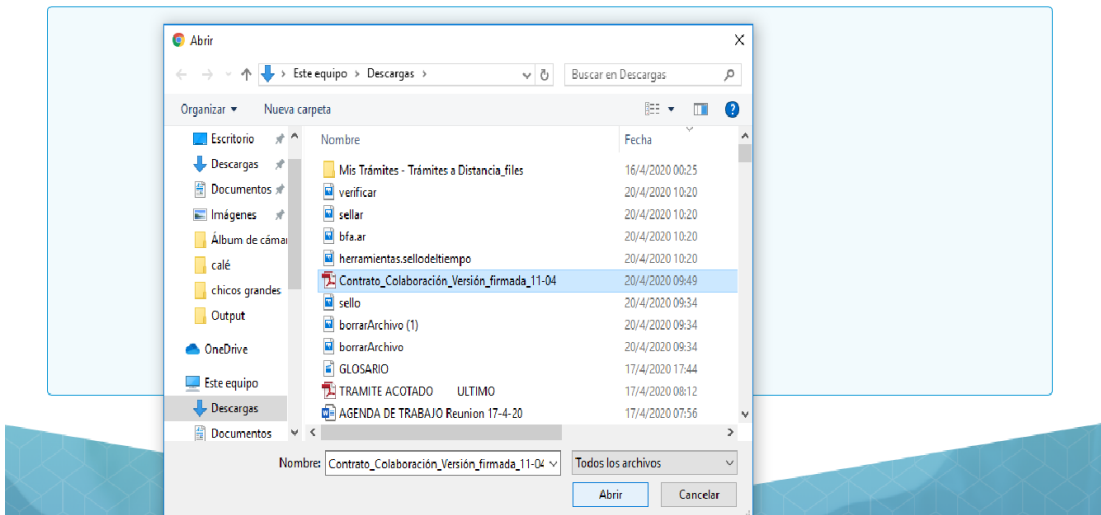 Abrir
Este equipo > Descargas >
Buscar en Descargas
Organizar
Nueva carpeta
Nombre
Fecha
Escritorio
Descargas
Documentos
Imágenes
Álbum de cámar
calé
chicos grandes
Output
OneDrive
Este equipo
Descargas
Documentos
Mis Trámites - Trámites a Distancia_files 16/4/2020 00:25
verificar 20/4/2020 10:20
sellar 20/4/2020 10:20
bfa.ar 20/4/2020 10:20
herramientas.sellodeltiempo 20/4/2020 10:20
Contrato_Colaboración_Versión_firmada_11-04 20/4/2020 09:49
sello 20/4/2020 09:34
borrarArchivo (1) 20/4/2020 09:34
borrarArchivo 20/4/2020 09:34
GLOSARIO 17/4/2020 17:44
TRAMITE ACOTADO ULTIMO 17/4/2020 08:12
AGENDA DE TRABAJO Reunion 17-4-20 17/4/2020 07:56
Nombre: Contrato_Colaboración_Versión_firmada_11-04
Todos los archivos
Abrir
Cancelar